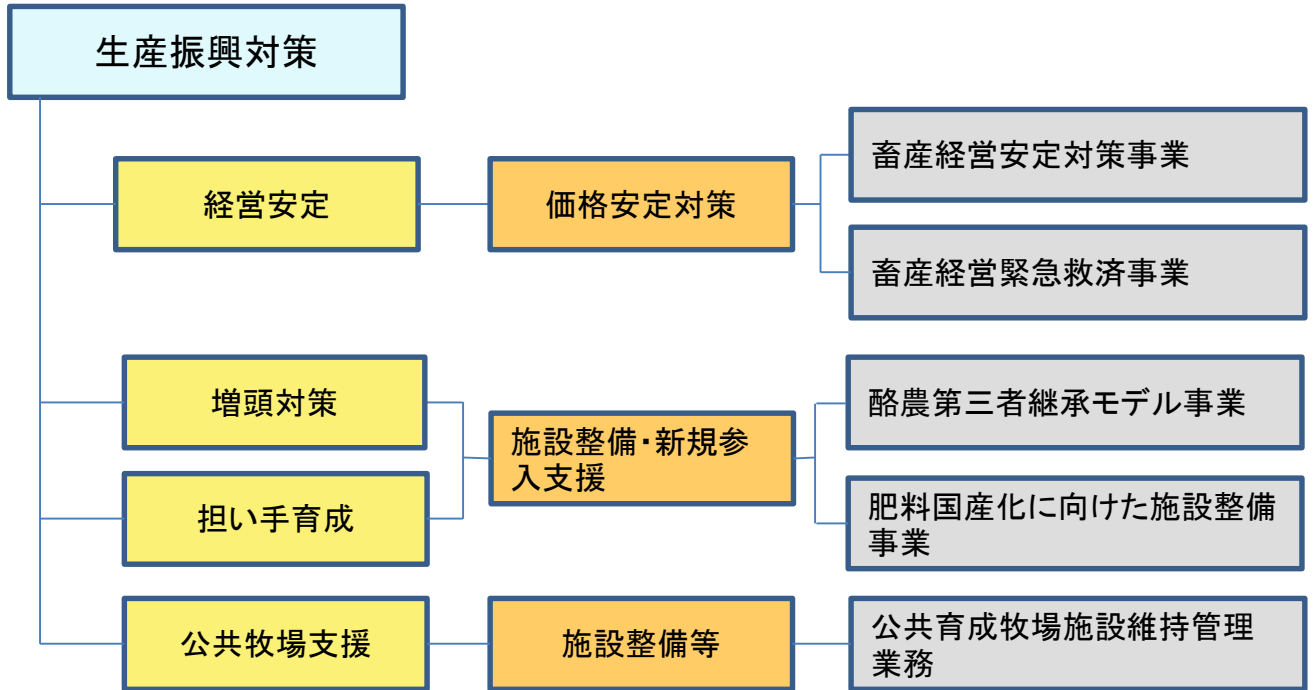 生産振興対策
経営安定
価格安定対策
畜産経営安定対策事業
畜産経営緊急救済事業
増頭対策
担い手育成
施設整備・新規参
入支援
酪農第三者継承モデル事業
肥料国産化に向けた施設整備
事業
公共牧場支援
施設整備等
公共育成牧場施設維持管理
業務